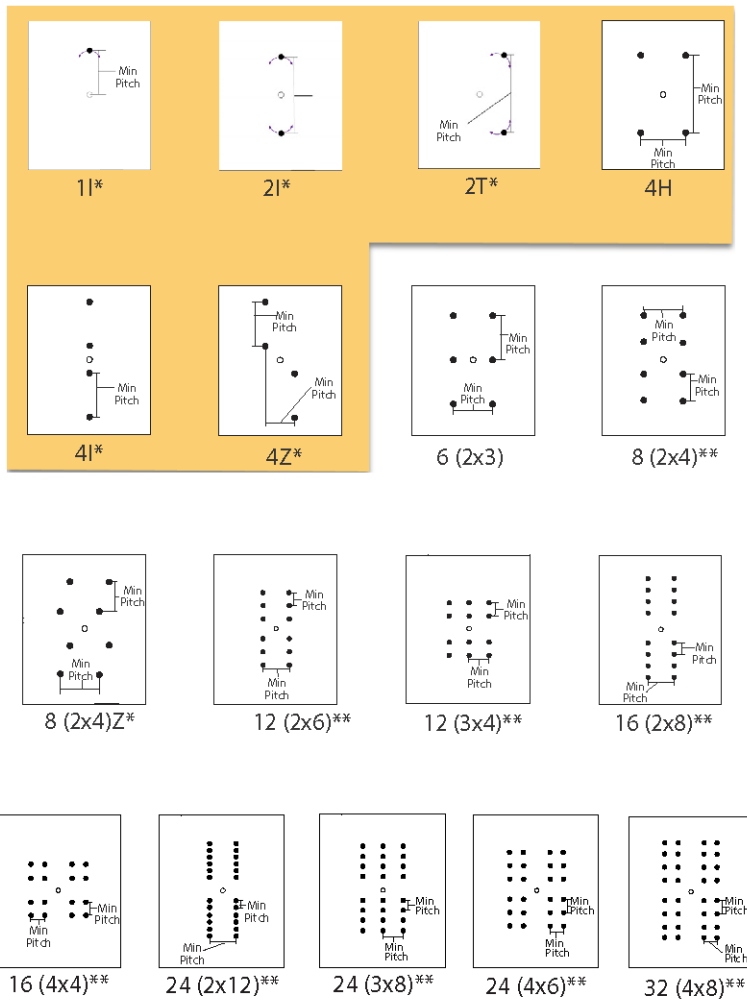 Min
Pitch
1I*
2I*
Min
Pitch
2T*
Min
Pitch
Min
Pitch
4H
Min
Pitch
4I*
Min
Pitch
Min
Pitch
4Z*
Min
Pitch
Min
Pitch
6 (2x3)
Min
Pitch
Min
Pitch
8 (2x4)**
Min
Pitch
Min
Pitch
8 (2x4)Z*
Min
Pitch
Min
Pitch
12 (2x6)**
Min
Pitch
Min
Pitch
12 (3x4)**
Min
Pitch
Min
Pitch
16 (2x8)**
Min
Pitch
Min
Pitch
16 (4x4)**
Min
Pitch
Min
Pitch
24 (2x12)**
Min
Pitch
Min
Pitch
24 (3x8)**
Min
Pitch
Min
Pitch
24 (4x6)**
Min
Pitch
Min
Pitch
32 (4x8)**